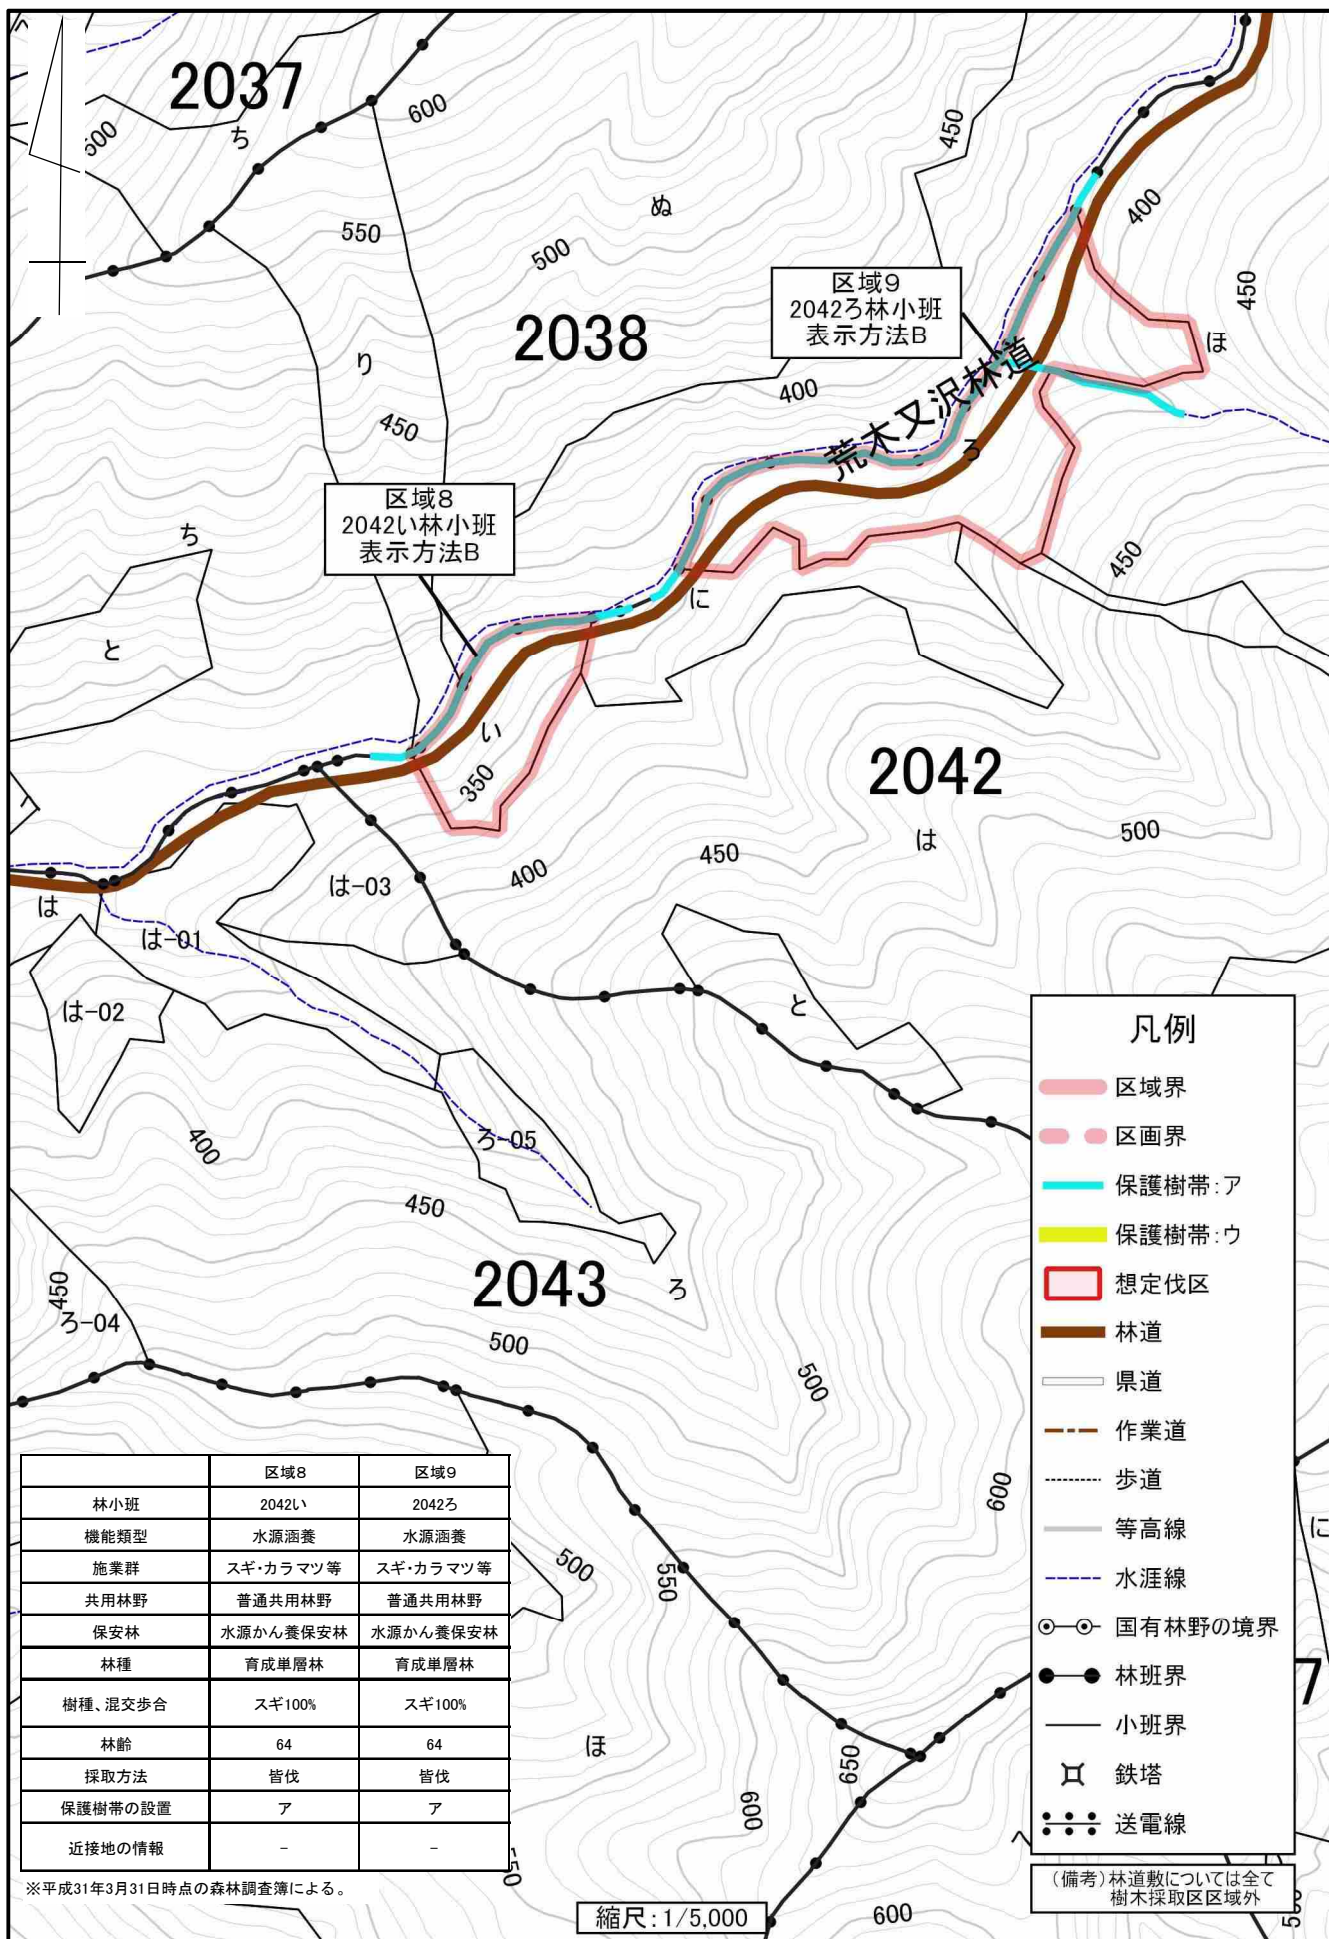 2037
ち
600
500
ぬ
450
400
550
500
450
区域9
2042ろ林小班
表示方法B
2038
り
ほ
400
荒木又沢林道
450
ろ
区域8
2042い林小班
表示方法B
ち
450
に
と
い
350
2042
は
500
450
400
は-03
は
は-01
と
は-02
400
ろ-05
450
2043
ろ
450
ろ-04
500
500
600
500
550
に
7
ほ
650
600
550
600
凡例
区域界
区画界
保護樹帯:ア
保護樹帯:ウ
想定伐区
林道
県道
作業道
歩道
等高線
水涯線
国有林野の境界
林班界
小班界
鉄塔
送電線
(備考)林道敷については全て
樹木採取区区域外
区域8 区域9
林小班 2042い 2042ろ
機能類型 水源涵養 水源涵養
施業群 スギ・カラマツ等 スギ・カラマツ等
共用林野 普通共用林野 普通共用林野
保安林 水源かん養保安林 水源かん養保安林
林種 育成単層林 育成単層林
樹種、混交歩合 スギ100% スギ100%
林齢 64 64
採取方法 皆伐 皆伐
保護樹帯の設置 ア ア
近接地の情報 - -
※平成31年3月31日時点の森林調査簿による。
縮尺:1/5,000